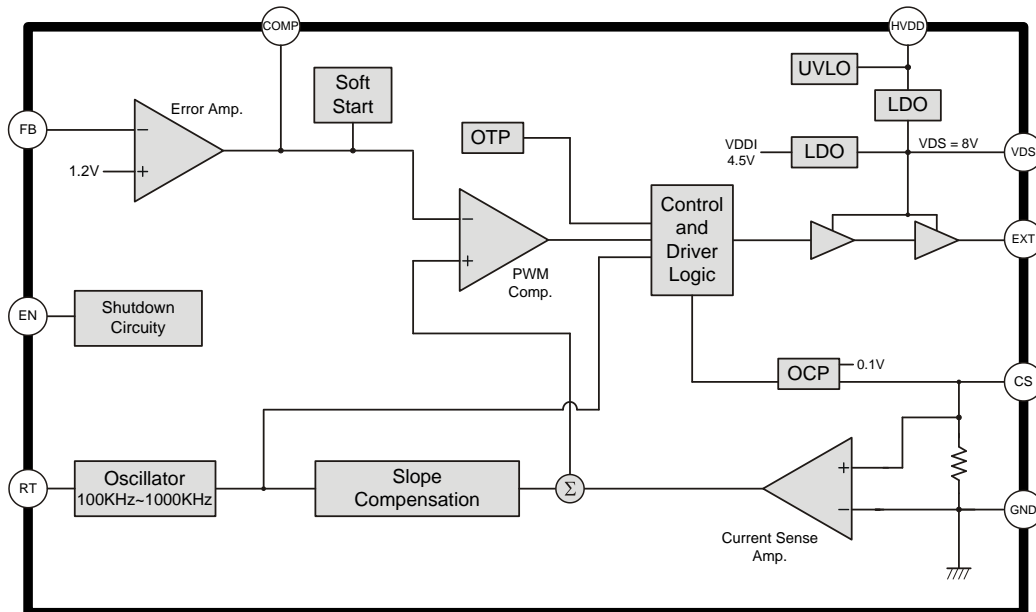 COMP
HVDD
Soft
Start
UVLO
Error Amp.
LDO
FB
−
OTP
VDDI
4.5V
LDO
VDS = 8V
VDS
1.2V
+
Control
and
Driver
Logic
−
EXT
+
PWM
Comp.
EN
Shutdown
Circuity
OCP
0.1V
CS
RT
Oscillator
100KHz~1000KHz
Slope
Compensation
Σ
+
−
GND
Current Sense
Amp.